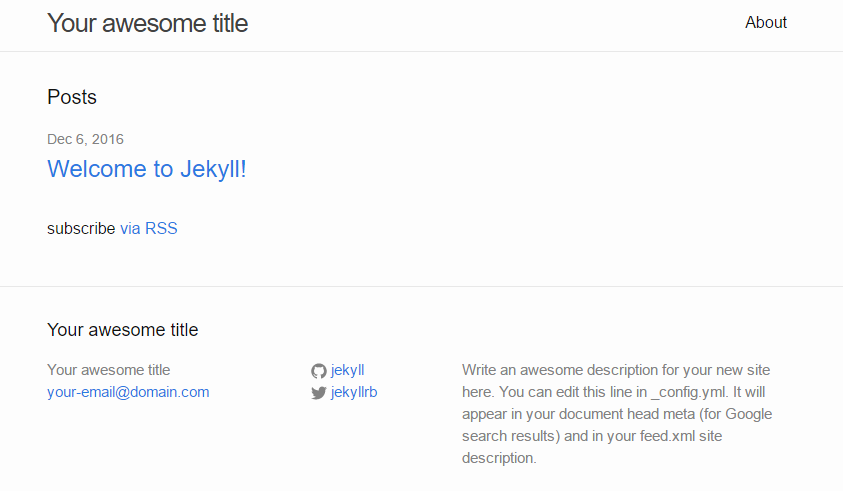 Your awesome title
About
Posts
Dec 6, 2016
Welcome to Jekyll!
subscribe via RSS
Your awesome title
Your awesome title
your-email@domain.com
jekyll
jekyllrb
Write an awesome description for your new site
here. You can edit this line in _config.yml. It will
appear in your document head meta (for Google
search results) and in your feed.xml site
description.